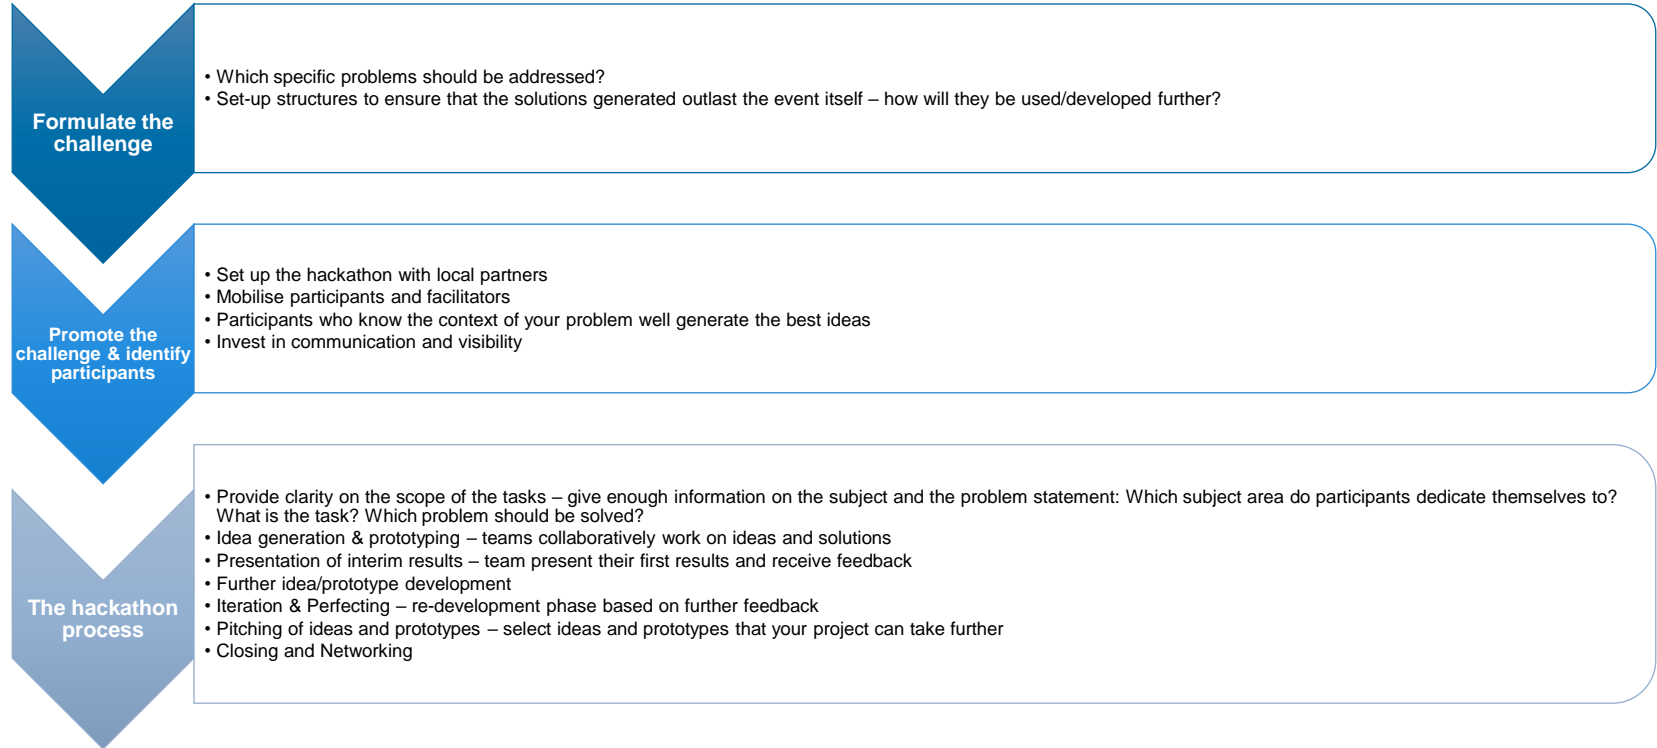 Formulate the
challenge
• Which specific problems should be addressed?
• Set-up structures to ensure that the solutions generated outlast the event itself – how will they be used/developed further?
Promote the
challenge & identify
participants
• Set up the hackathon with local partners
• Mobilise participants and facilitators
• Participants who know the context of your problem well generate the best ideas
• Invest in communication and visibility
The hackathon
process
• Provide clarity on the scope of the tasks – give enough information on the subject and the problem statement: Which subject area do participants dedicate themselves to?
What is the task? Which problem should be solved?
• Idea generation & prototyping – teams collaboratively work on ideas and solutions
• Presentation of interim results – team present their first results and receive feedback
• Further idea/prototype development
• Iteration & Perfecting – re-development phase based on further feedback
• Pitching of ideas and prototypes – select ideas and prototypes that your project can take further
• Closing and Networking